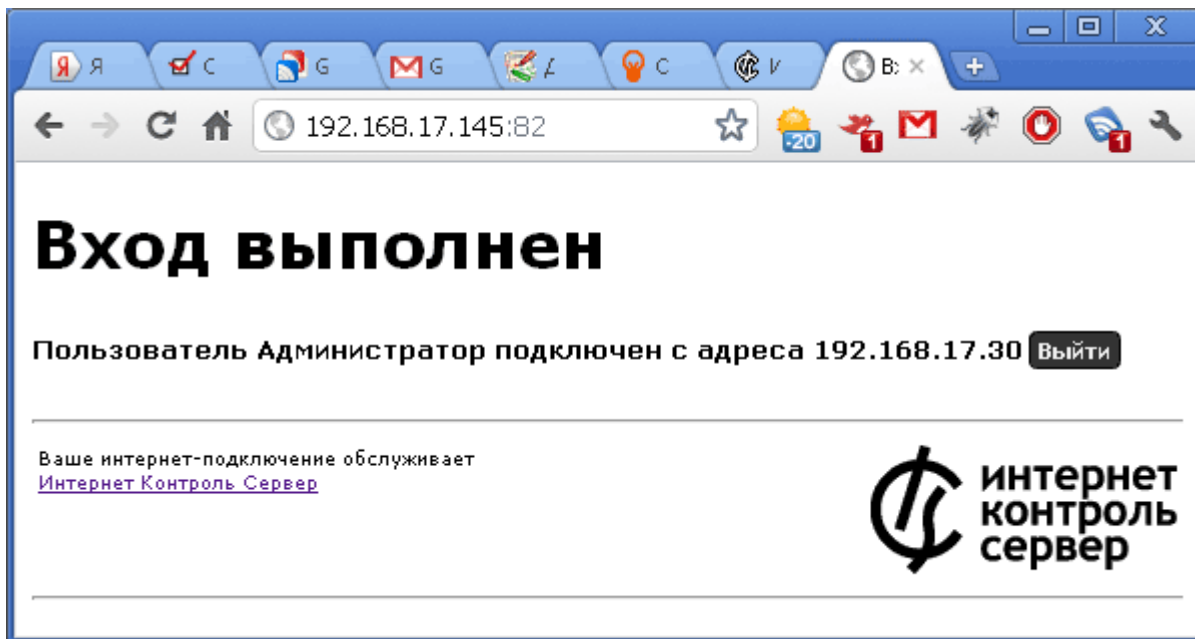 Я Я С G G С V В
192.168.17.145:82
-20 1 1
Вход выполнен
Пользователь Администратор подключен с адреса 192.168.17.30 Выйти
Ваше интернет-подключение обслуживает
Интернет Контроль Сервер
интернет
контроль
сервер